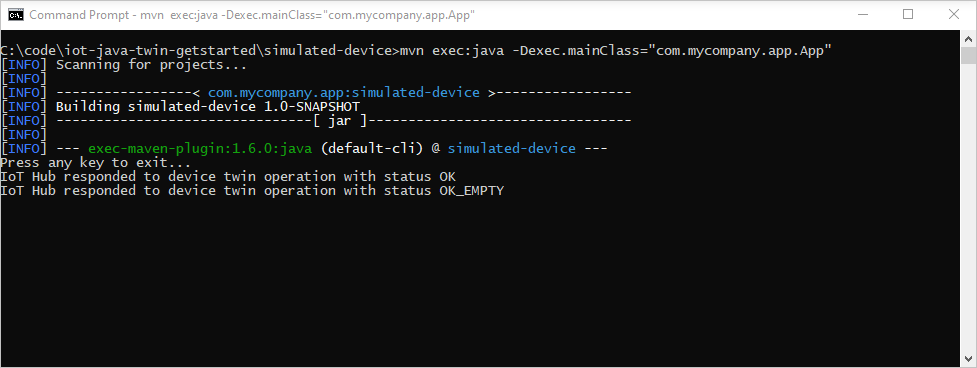 Command Prompt - mvn  exec:java -Dexec.mainClass="com.mycompany.app.App"
C:\code\iot-java-twin-getstarted\simulated-device>mvn exec:java -Dexec.mainClass="com.mycompany.app.App"
[INFO] Scanning for projects...
[INFO]
[INFO] -----------------< com.mycompany.app:simulated-device >-----------------
[INFO] Building simulated-device 1.0-SNAPSHOT
[INFO] --------------------------------[ jar ]---------------------------------
[INFO]
[INFO] --- exec-maven-plugin:1.6.0:java (default-cli) @ simulated-device ---
Press any key to exit...
IoT Hub responded to device twin operation with status OK
IoT Hub responded to device twin operation with status OK_EMPTY